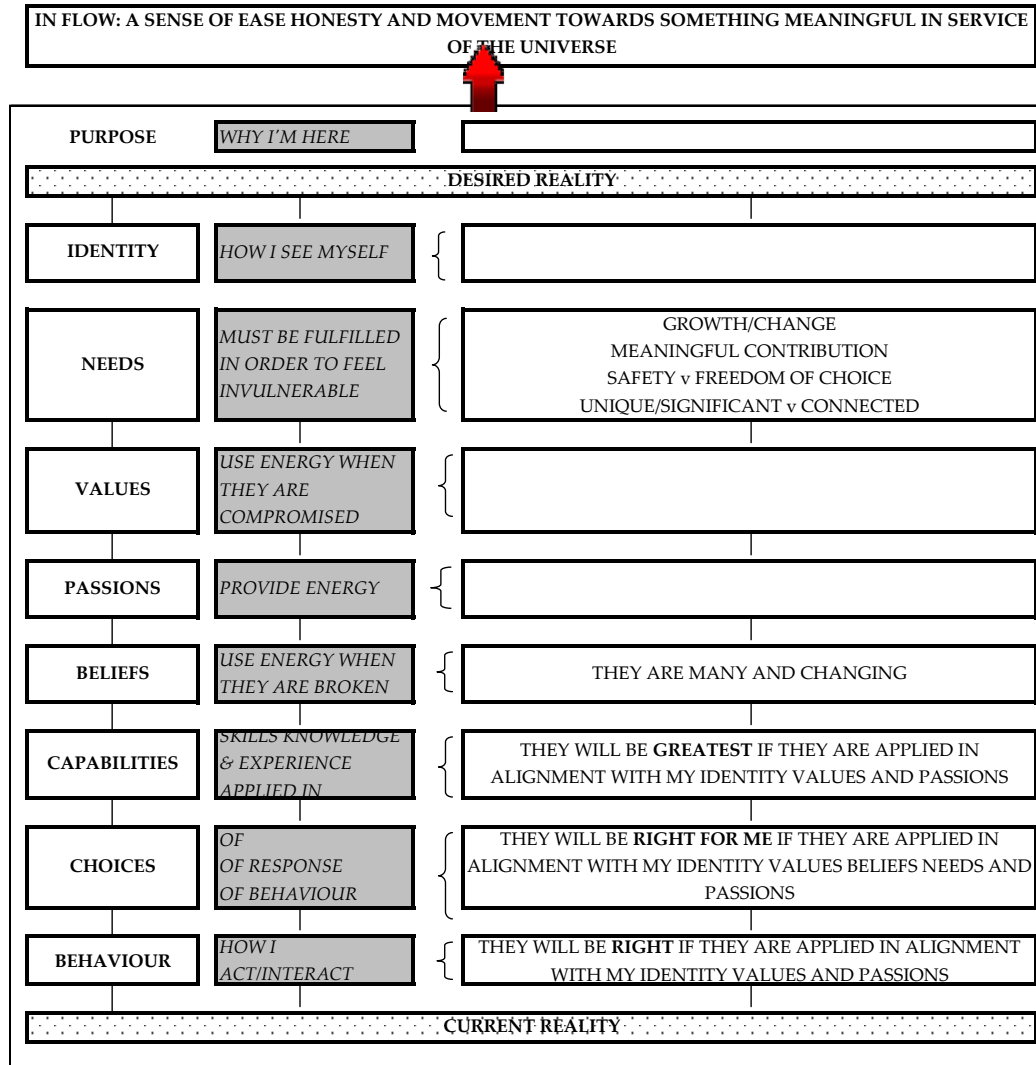 IN FLOW: A SENSE OF EASE HONESTY AND MOVEMENT TOWARDS SOMETHING MEANINGFUL IN SERVICE
OF THE UNIVERSE
PURPOSE
WHY I'M HERE
DESIRED REALITY
IDENTITY
HOW I SEE MYSELF
NEEDS
MUST BE FULFILLED
IN ORDER TO FEEL
INVULNERABLE
GROWTH/CHANGE
MEANINGFUL CONTRIBUTION
SAFETY v FREEDOM OF CHOICE
UNIQUE/SIGNIFICANT v CONNECTED
VALUES
USE ENERGY WHEN
THEY ARE
COMPROMISED
PASSIONS
PROVIDE ENERGY
BELIEFS
USE ENERGY WHEN
THEY ARE BROKEN
THEY ARE MANY AND CHANGING
CAPABILITIES
SKILLS KNOWLEDGE
& EXPERIENCE
APPLIED IN
THEY WILL BE GREATEST IF THEY ARE APPLIED IN
ALIGNMENT WITH MY IDENTITY VALUES AND PASSIONS
CHOICES
OF
OF RESPONSE
OF BEHAVIOUR
THEY WILL BE RIGHT FOR ME IF THEY ARE APPLIED IN
ALIGNMENT WITH MY IDENTITY VALUES BELIEFS NEEDS AND
PASSIONS
BEHAVIOUR
HOW I
ACT/INTERACT
THEY WILL BE RIGHT IF THEY ARE APPLIED IN ALIGNMENT
WITH MY IDENTITY VALUES AND PASSIONS
CURRENT REALITY